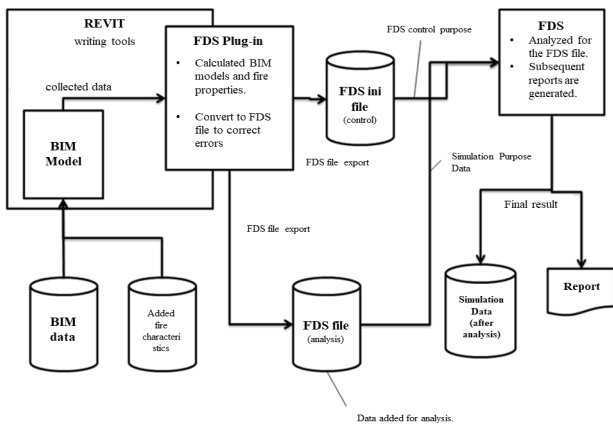 REVIT
writing tools
collected data
BIM
Model
FDS Plug-in
• Calculated BIM
models and fire
properties.
• Convert to FDS
file to correct
errors
FDS ini
file
(control)
FDS control purpose
FDS
• Analyzed for
the FDS file.
• Subsequent
reports are
generated.
FDS file export
Simulation Purpose
Data
FDS file export
Final result
BIM
data
Added
fire
characteri
stics
FDS file
(analysis)
Simulation
Data
(after
analysis)
Report
Data added for analysis.